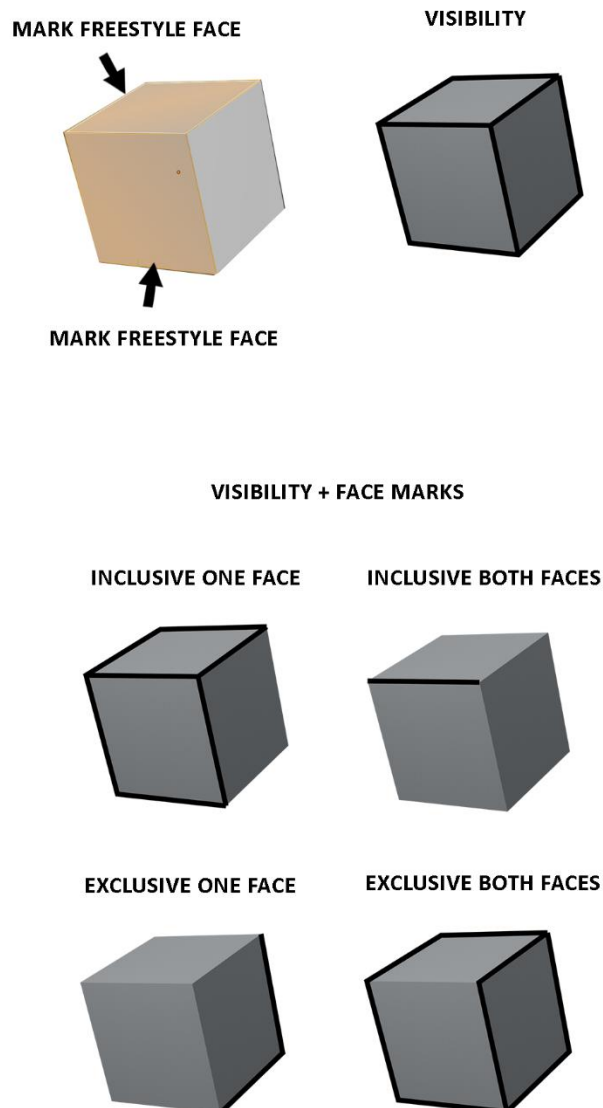 MARK FREESTYLE FACE
VISIBILITY
MARK FREESTYLE FACE
VISIBILITY + FACE MARKS
INCLUSIVE ONE FACE
INCLUSIVE BOTH FACES
EXCLUSIVE ONE FACE
EXCLUSIVE BOTH FACES